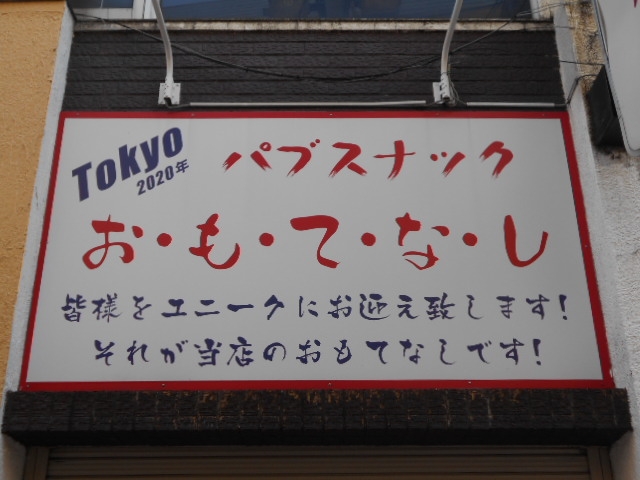 Tokyo
2020年
パブスナック
お・も・て・な・し
皆様をユニークにお迎え致します!
それが当店のおもてなしです!